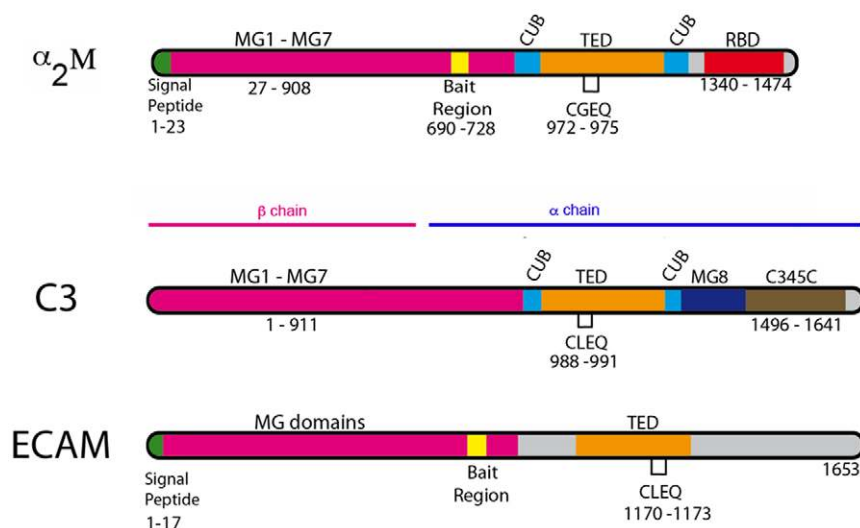 α2M
MG1 - MG7
CUB
TED
CUB
RBD
Signal
Peptide
1-23
27 - 908
Bait
Region
690 -728
CGEQ
972 - 975
1340 - 1474
β chain
α chain
C3
MG1 - MG7
CUB
TED
CUB
MG8
C345C
1 - 911
CLEQ
988 -991
1496 - 1641
ECAM
MG domains
TED
Signal
Peptide
1-17
Bait
Region
CLEQ
1170 -1173
1653